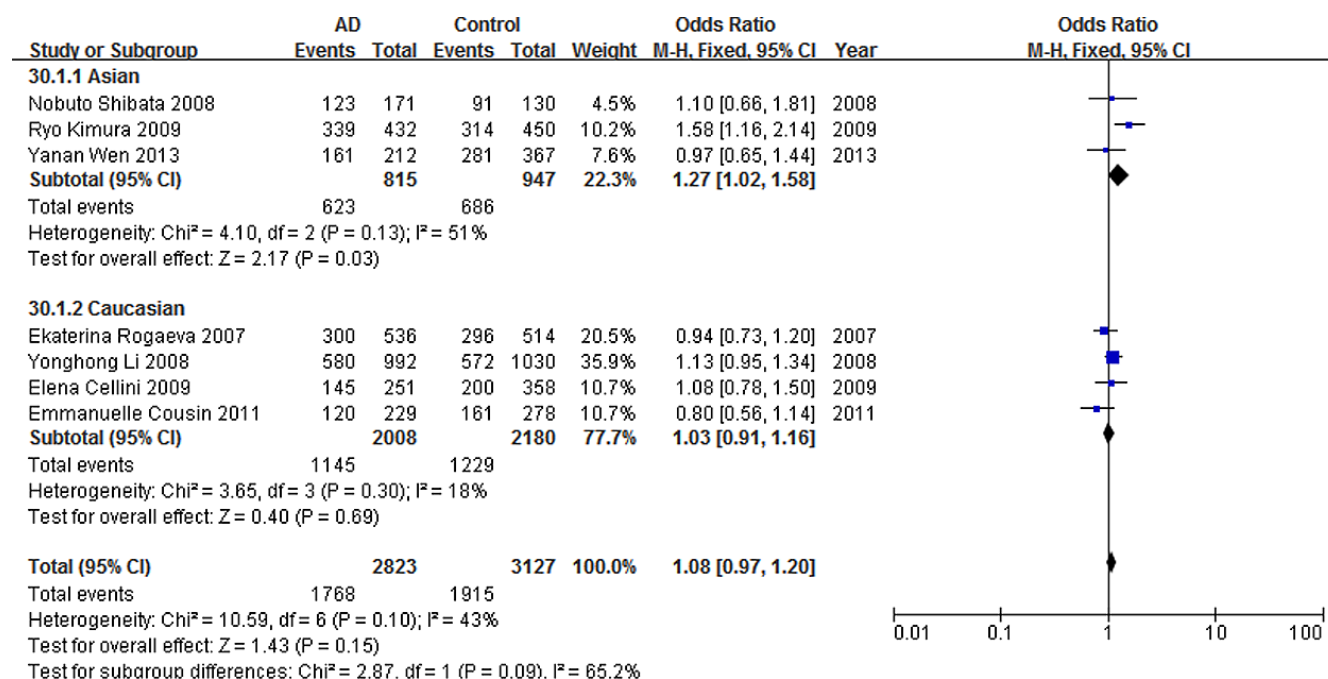 AD Control Odds Ratio Odds Ratio
Study or Subgroup Events Total Events Total Weight M-H, Fixed, 95% CI Year M-H, Fixed, 95% CI
30.1.1 Asian
Nobuto Shibata 2008 123 171 91 130 4.5% 1.10 [0.66, 1.81] 2008
Ryo Kimura 2009 339 432 314 450 10.2% 1.58 [1.16, 2.14] 2009
Yanan Wen 2013 161 212 281 367 7.6% 0.97 [0.65, 1.44] 2013
Subtotal (95% CI) 815 947 22.3% 1.27 [1.02, 1.58]
Total events 623 686
Heterogeneity: Chi² = 4.10, df = 2 (P = 0.13); I² = 51%
Test for overall effect: Z = 2.17 (P = 0.03)
30.1.2 Caucasian
Ekaterina Rogaeva 2007 300 536 296 514 20.5% 0.94 [0.73, 1.20] 2007
Yonghong Li 2008 580 992 572 1030 35.9% 1.13 [0.95, 1.34] 2008
Elena Cellini 2009 145 251 200 358 10.7% 1.08 [0.78, 1.50] 2009
Emmanuelle Cousin 2011 120 229 161 278 10.7% 0.80 [0.56, 1.14] 2011
Subtotal (95% CI) 2008 2180 77.7% 1.03 [0.91, 1.16]
Total events 1145 1229
Heterogeneity: Chi² = 3.65, df = 3 (P = 0.30); I² = 18%
Test for overall effect: Z = 0.40 (P = 0.69)
Total (95% CI) 2823 3127 100.0% 1.08 [0.97, 1.20]
Total events 1768 1915
Heterogeneity: Chi² = 10.59, df = 6 (P = 0.10); I² = 43%
Test for overall effect: Z = 1.43 (P = 0.15)
Test for subgroup differences: Chi² = 2.87, df = 1 (P = 0.09), I² = 65.2%
0.01 0.1 1 10 100